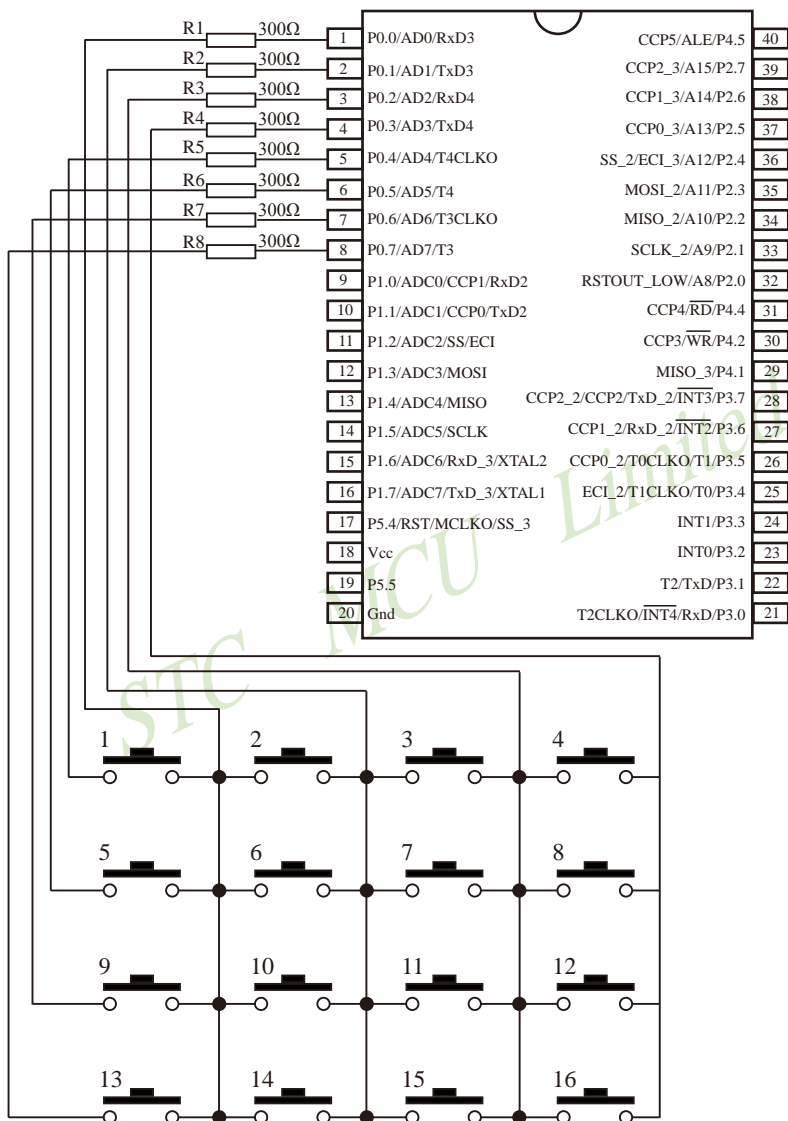 R1 300Ω 1 P0.0/AD0/RxD3 CCP5/ALE/P4.5 40
R2 300Ω 2 P0.1/AD1/TxD3 CCP2_3/A15/P2.7 39
R3 300Ω 3 P0.2/AD2/RxD4 CCP1_3/A14/P2.6 38
R4 300Ω 4 P0.3/AD3/TxD4 CCP0_3/A13/P2.5 37
R5 300Ω 5 P0.4/AD4/T4CLKO SS_2/ECI_3/A12/P2.4 36
R6 300Ω 6 P0.5/AD5/T4 MOSI_2/A11/P2.3 35
R7 300Ω 7 P0.6/AD6/T3CLKO MISO_2/A10/P2.2 34
R8 300Ω 8 P0.7/AD7/T3 SCLK_2/A9/P2.1 33
9 P1.0/ADC0/CCP1/RxD2 RSTOUT_LOW/A8/P2.0 32
10 P1.1/ADC1/CCP0/TxD2 CCP4/RD/P4.4 31
11 P1.2/ADC2/SS/ECI CCP3/WR/P4.2 30
12 P1.3/ADC3/MOSI MISO_3/P4.1 29
13 P1.4/ADC4/MISO CCP2_2/CCP2/TxD_2/INT3/P3.7 28
14 P1.5/ADC5/SCLK CCP1_2/RxD_2/INT2/P3.6 27
15 P1.6/ADC6/RxD_3/XTAL2 CCP0_2/T0CLKO/T1/P3.5 26
16 P1.7/ADC7/TxD_3/XTAL1 ECI_2/T1CLKO/T0/P3.4 25
17 P5.4/RST/MCLKO/SS_3 INT1/P3.3 24
18 Vcc INT0/P3.2 23
19 P5.5 T2/TxD/P3.1 22
20 Gnd T2CLKO/INT4/RxD/P3.0 21
STC MCU Limited
1 2 3 4
5 6 7 8
9 10 11 12
13 14 15 16